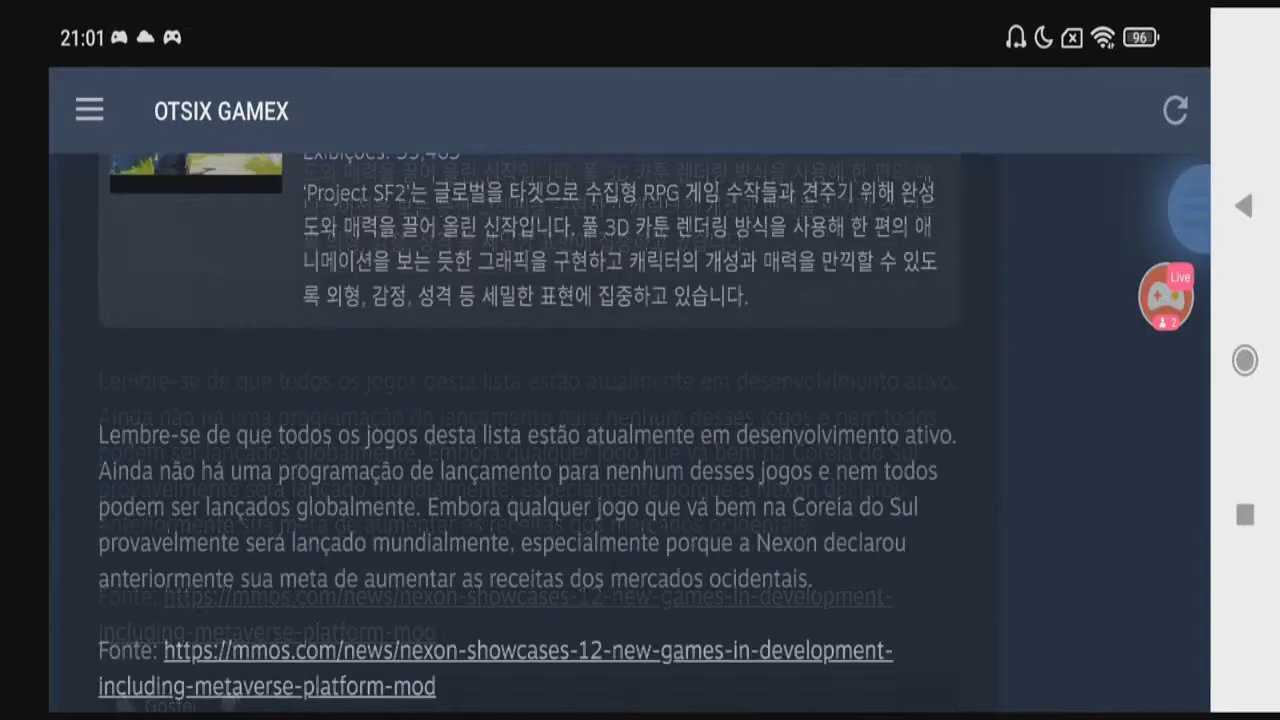 21:01
96
OTSIX GAMEX
Live
2
Exibições: 35,465
'Project SF2'는 글로벌을 타겟으로 수집형 RPG 게임 수작들과 견주기 위해 완성
도와 매력을 끌어 올린 신작입니다. 풀 3D 카툰 렌더링 방식을 사용해 한 편의 애
니메이션을 보는 듯한 그래픽을 구현하고 캐릭터의 개성과 매력을 만끽할 수 있도
록 외형, 감정, 성격 등 세밀한 표현에 집중하고 있습니다.
Lembre-se de que todos os jogos desta lista estão atualmente em desenvolvimento ativo.
Ainda não há uma programação de lançamento para nenhum desses jogos e nem todos
podem ser lançados globalmente. Embora qualquer jogo que vá bem na Coreia do Sul
provavelmente será lançado mundialmente, especialmente porque a Nexon declarou
anteriormente sua meta de aumentar as receitas dos mercados ocidentais.
Fonte: https://mmos.com/news/nexon-showcases-12-new-games-in-development-
including-metaverse-platform-mod
Gostei